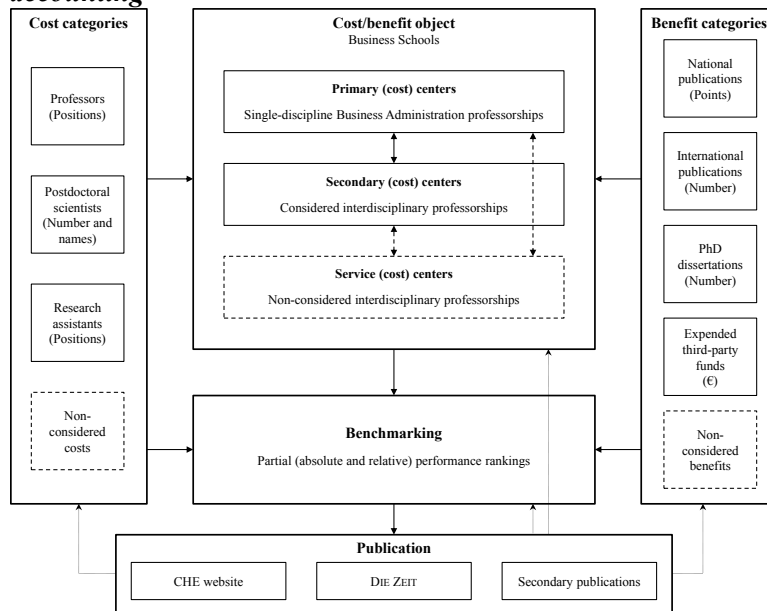 accounting
Cost categories
Professors
(Positions)
Postdoctoral
scientists
(Number and
names)
Research
assistants
(Positions)
Non-
considered
costs
Cost/benefit object
Business Schools
Primary (cost) centers
Single-discipline Business Administration professorships
Secondary (cost) centers
Considered interdisciplinary professorships
Service (cost) centers
Non-considered interdisciplinary professorships
Benchmarking
Partial (absolute and relative) performance rankings
Benefit categories
National
publications
(Points)
International
publications
(Number)
PhD
dissertations
(Number)
Expended
third-party
funds
(€)
Non-
considered
benefits
Publication
CHE website
DIE ZEIT
Secondary publications